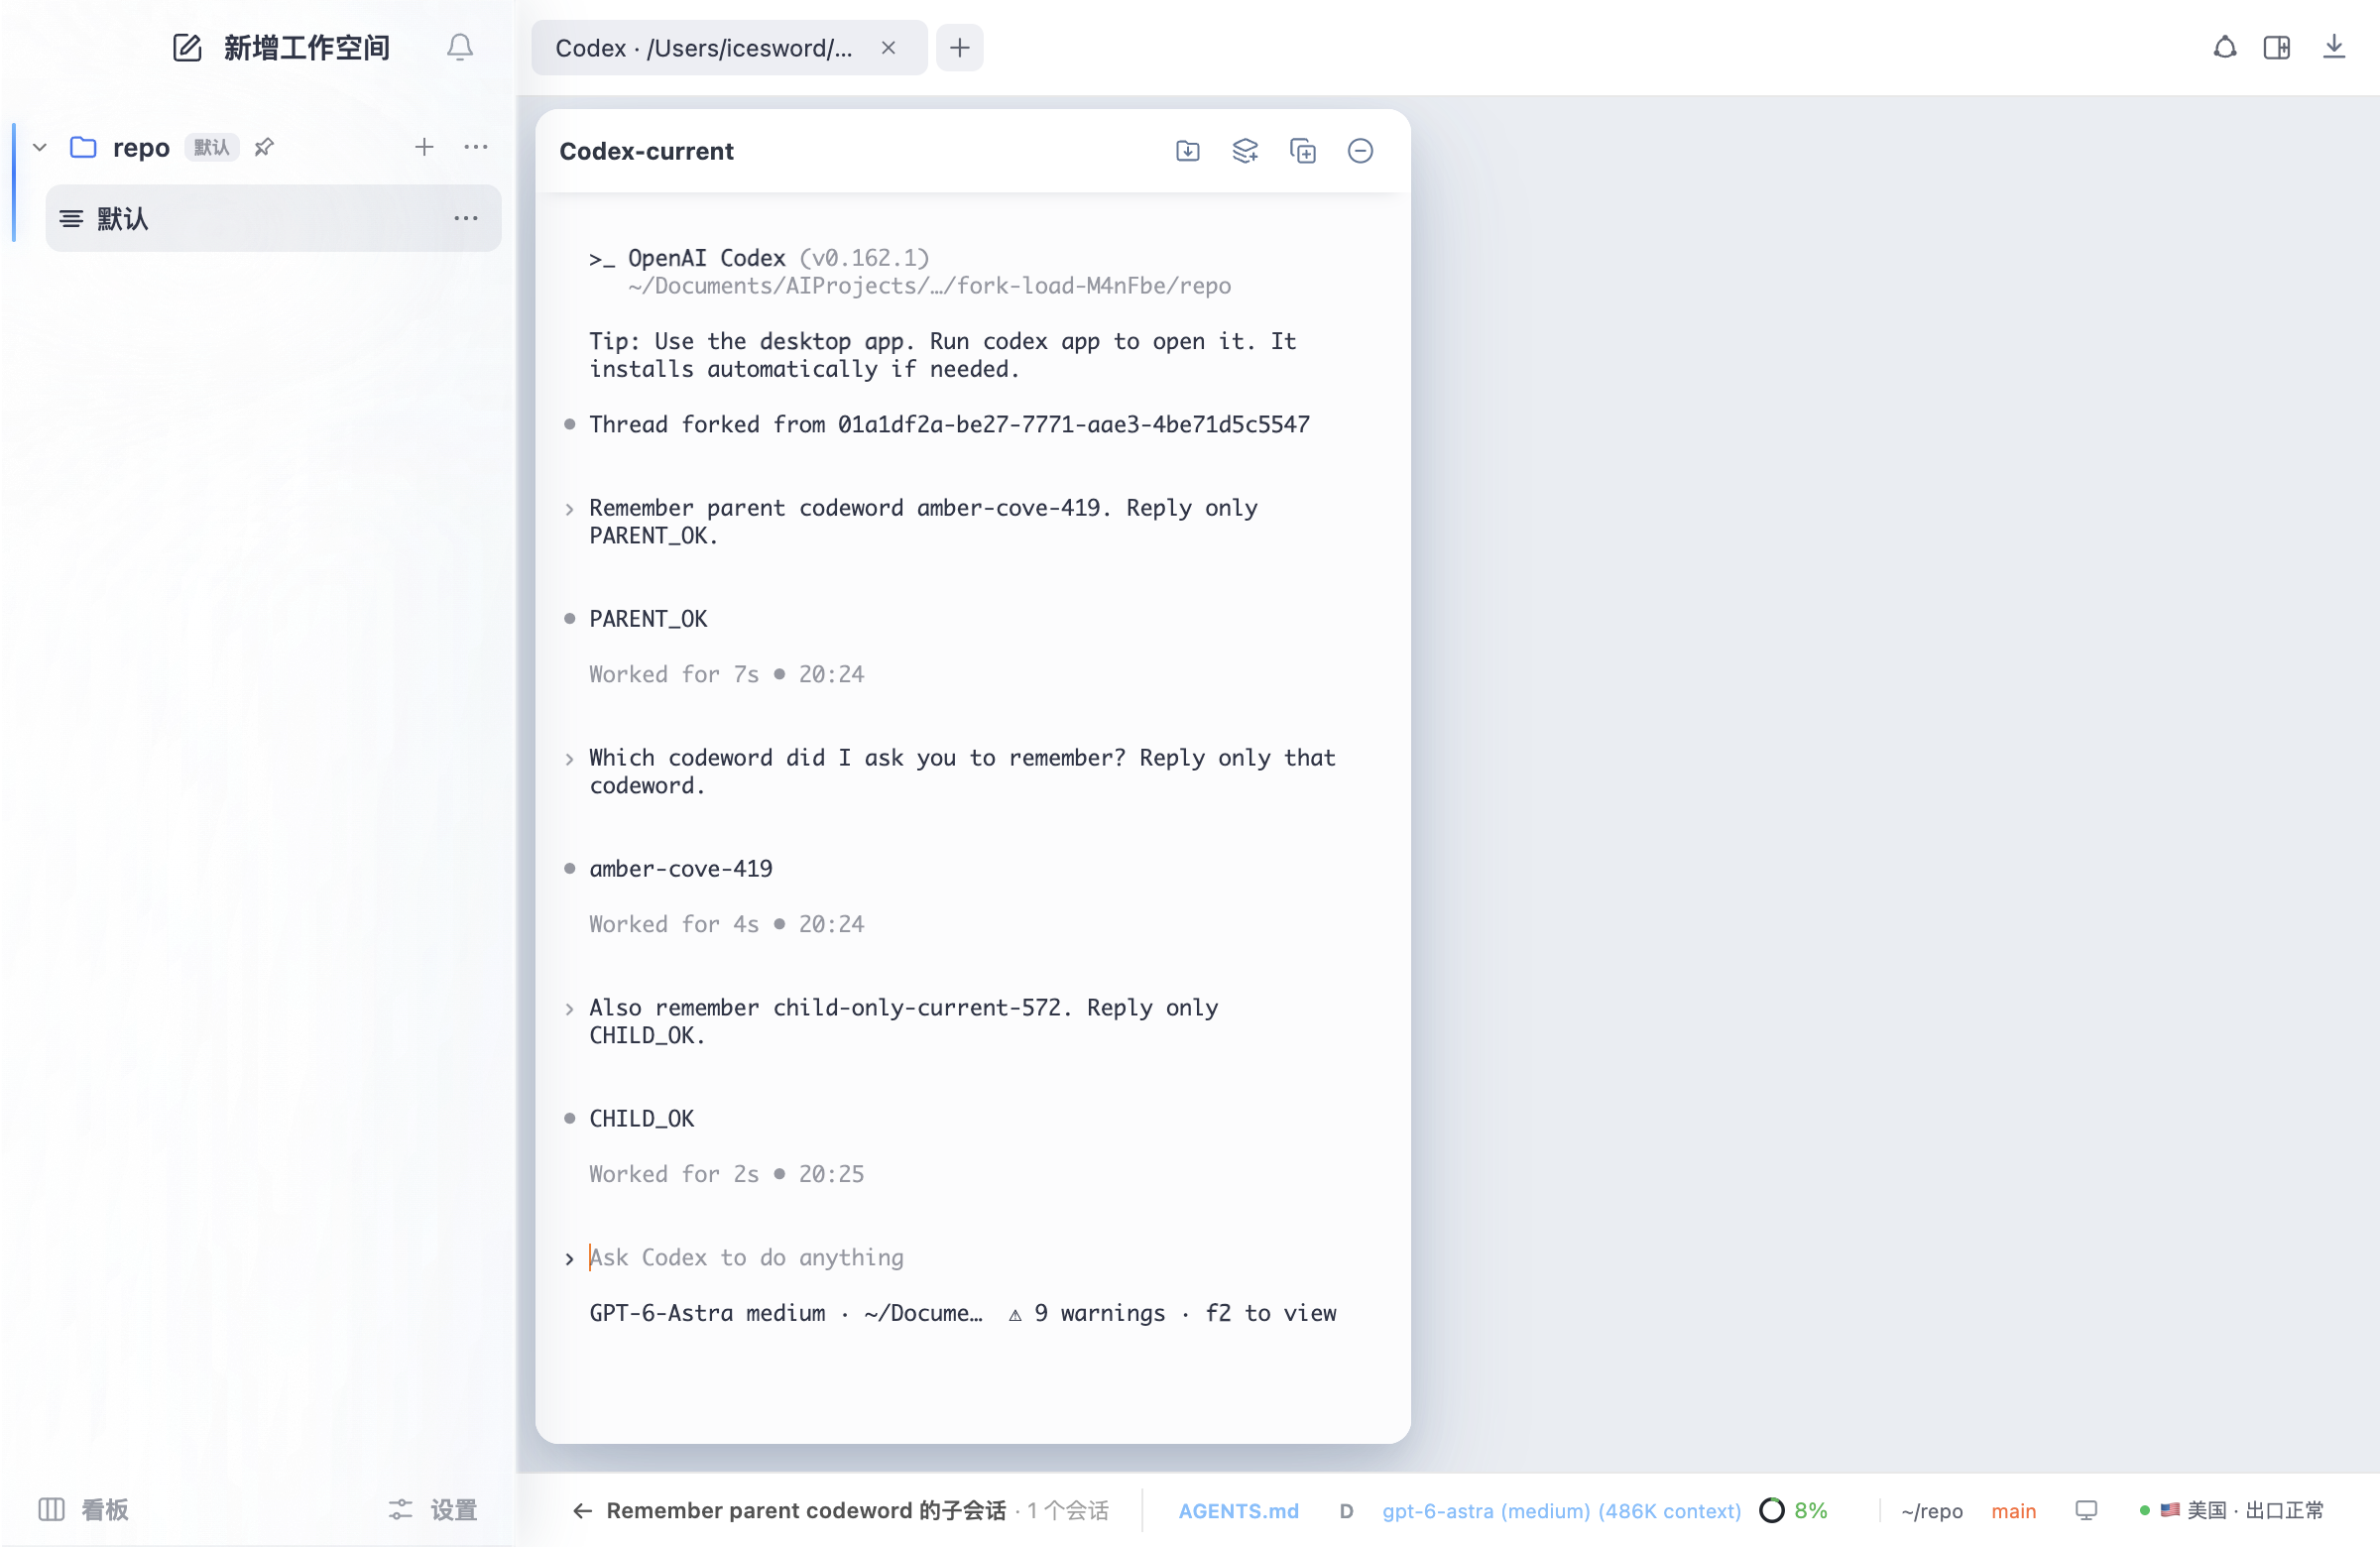 新增工作空间
Codex · /Users/icesword/...
repo 默认
默认
Codex-current
>_ OpenAI Codex (v0.162.1)
~/Documents/AIProjects/…/fork-load-M4nFbe/repo
Tip: Use the desktop app. Run codex app to open it. It
installs automatically if needed.
• Thread forked from 01a1df2a-be27-7771-aae3-4be71d5c5547
› Remember parent codeword amber-cove-419. Reply only
PARENT_OK.
• PARENT_OK
Worked for 7s • 20:24
› Which codeword did I ask you to remember? Reply only that
codeword.
• amber-cove-419
Worked for 4s • 20:24
› Also remember child-only-current-572. Reply only
CHILD_OK.
• CHILD_OK
Worked for 2s • 20:25
› Ask Codex to do anything
GPT-6-Astra medium · ~/Docume… ⚠ 9 warnings · f2 to view
看板
设置
← Remember parent codeword 的子会话 · 1 个会话
AGENTS.md
D
gpt-6-astra (medium) (486K context)
8%
~/repo
main
美国 · 出口正常